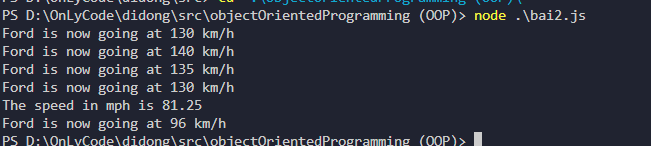 PS D:\OnLyCode\didong\src\objectOrientedProgramming (OOP)> node .\bai2.js
Ford is now going at 130 km/h
Ford is now going at 140 km/h
Ford is now going at 135 km/h
Ford is now going at 130 km/h
The speed in mph is 81.25
Ford is now going at 96 km/h
PS D:\OnLyCode\didong\src\objectOrientedProgramming (OOP)>